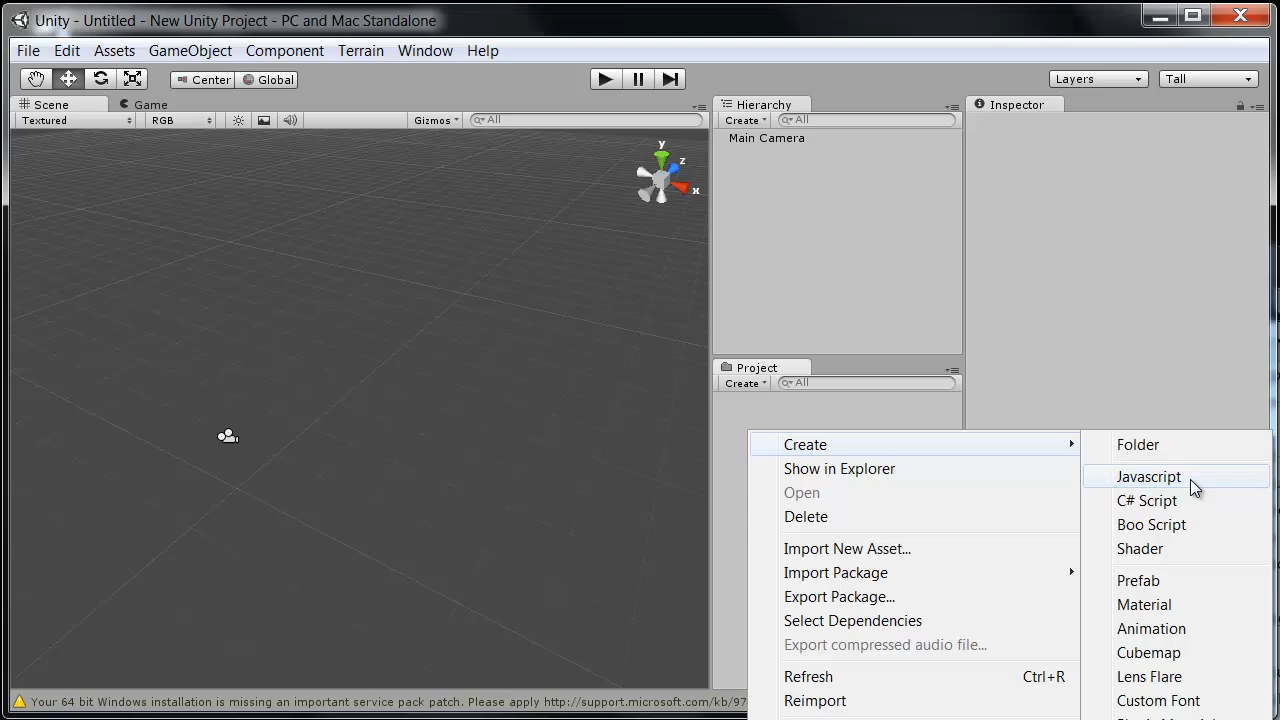 Unity - Untitled - New Unity Project - PC and Mac Standalone
File Edit Assets GameObject Component Terrain Window Help
Center Global Layers Tall
Scene Game
Textured RGB Gizmos All
y
z
x
Hierarchy
Create All
Main Camera
Inspector
Project
Create All
Create
Show in Explorer
Open
Delete
Import New Asset...
Import Package
Export Package...
Select Dependencies
Export compressed audio file...
Refresh Ctrl+R
Reimport
Folder
Javascript
C# Script
Boo Script
Shader
Prefab
Material
Animation
Cubemap
Lens Flare
Custom Font
Your 64 bit Windows installation is missing an important service pack patch. Please apply http://support.microsoft.com/kb/97